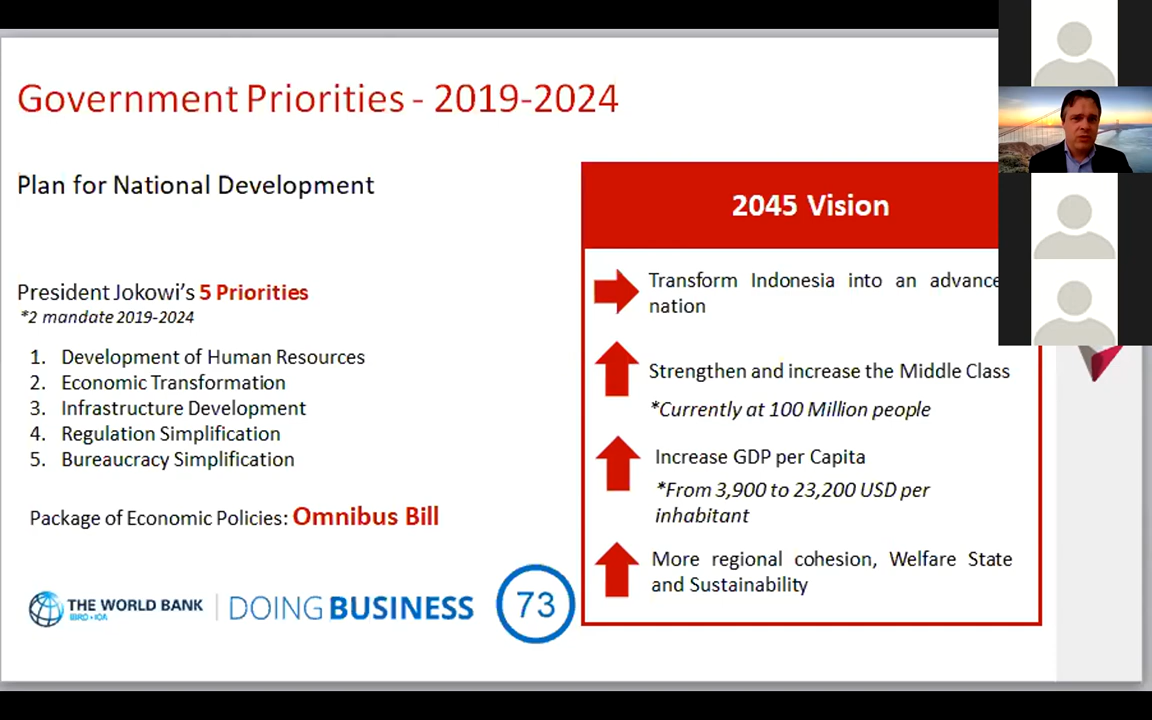 Government Priorities - 2019-2024
Plan for National Development
President Jokowi's 5 Priorities
*2 mandate 2019-2024
1. Development of Human Resources
2. Economic Transformation
3. Infrastructure Development
4. Regulation Simplification
5. Bureaucracy Simplification
Package of Economic Policies: Omnibus Bill
THE WORLD BANK
IBRD • IDA
DOING BUSINESS
73
2045 Vision
Transform Indonesia into an advance
nation
Strengthen and increase the Middle Class
*Currently at 100 Million people
Increase GDP per Capita
*From 3,900 to 23,200 USD per
inhabitant
More regional cohesion, Welfare State
and Sustainability